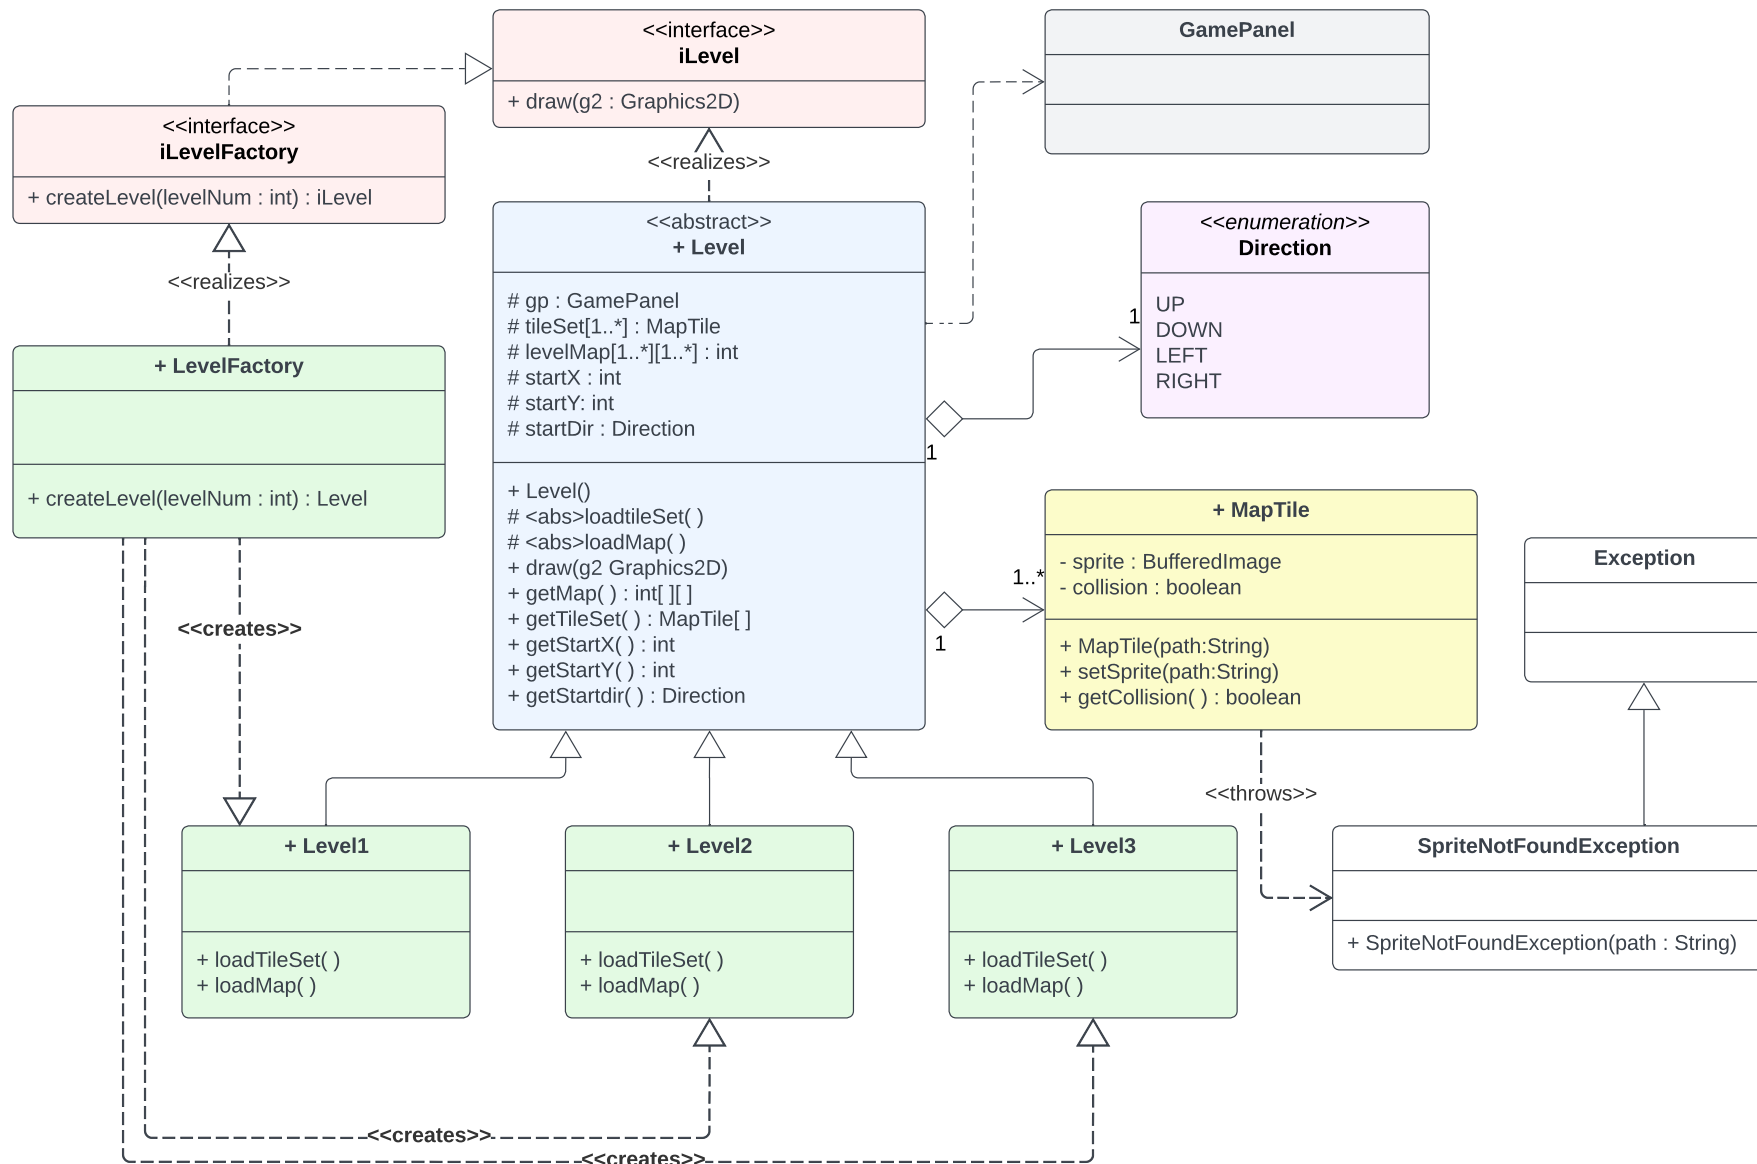 <<interface>>
iLevel
+ draw(g2 : Graphics2D)
GamePanel
<<interface>>
iLevelFactory
+ createLevel(levelNum : int) : iLevel
<<realizes>>
<<realizes>>
<<abstract>>
+ Level
# gp : GamePanel
# tileSet[1..*] : MapTile
# levelMap[1..*][1..*] : int
# startX : int
# startY: int
# startDir : Direction
+ Level()
# <abs>loadtileSet( )
# <abs>loadMap( )
+ draw(g2 Graphics2D)
+ getMap( ) : int[ ][ ]
+ getTileSet( ) : MapTile[ ]
+ getStartX( ) : int
+ getStartY( ) : int
+ getStartdir( ) : Direction
<<enumeration>>
Direction
UP
DOWN
LEFT
RIGHT
1
1
+ LevelFactory
+ createLevel(levelNum : int) : Level
<<creates>>
1..*
1
+ MapTile
- sprite : BufferedImage
- collision : boolean
+ MapTile(path:String)
+ setSprite(path:String)
+ getCollision( ) : boolean
Exception
<<throws>>
+ Level1
+ loadTileSet( )
+ loadMap( )
+ Level2
+ loadTileSet( )
+ loadMap( )
+ Level3
+ loadTileSet( )
+ loadMap( )
SpriteNotFoundException
+ SpriteNotFoundException(path : String)
<<creates>>
<<creates>>